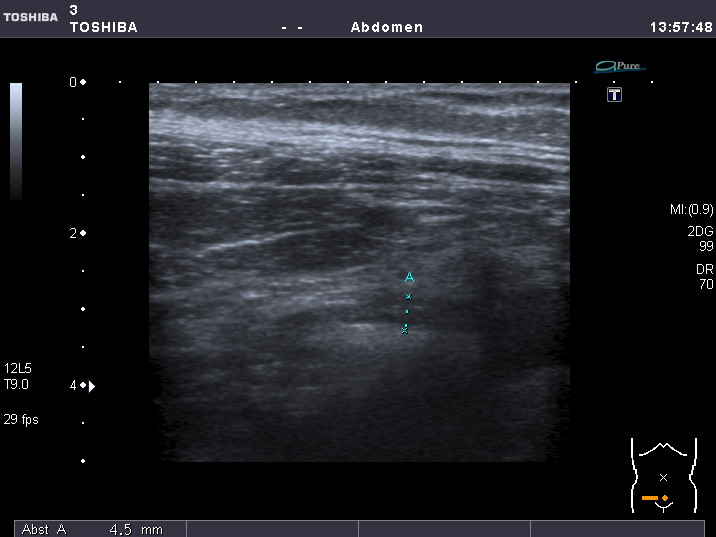 TOSHIBA
3
TOSHIBA - - Abdomen 13:57:48
0
Pure
T
MI:(0.9)
2
2DG
99
DR
70
A
12L5
T9.0
4
29 fps
Abst A 4.5 mm